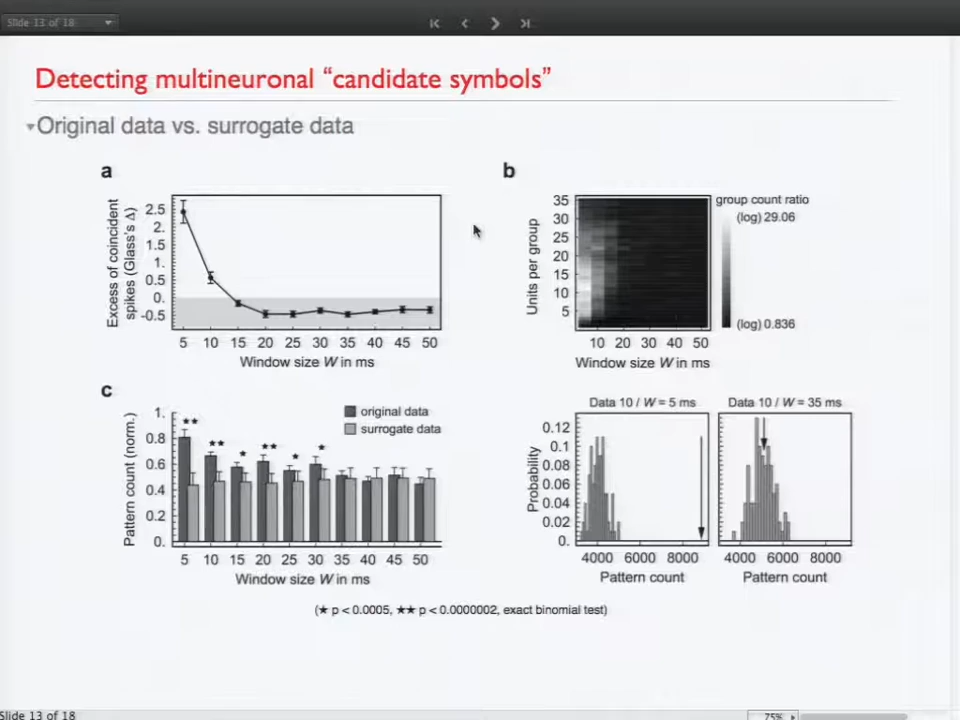 Slide 13 of 18
Detecting multineuronal “candidate symbols”
Original data vs. surrogate data
a
Excess of coincident
spikes (Glass's Δ)
2.5
2.
1.5
1.
0.5
0.
-0.5
5 10 15 20 25 30 35 40 45 50
Window size W in ms
b
Units per group
35
30
25
20
15
10
5
10 20 30 40 50
Window size W in ms
group count ratio
(log) 29.06
(log) 0.836
c
Pattern count (norm.)
1.
0.8
0.6
0.4
0.2
0.
★★ ★★ ★ ★★ ★ ★
original data
surrogate data
5 10 15 20 25 30 35 40 45 50
Window size W in ms
Data 10 / W = 5 ms
Data 10 / W = 35 ms
Probability
0.12
0.1
0.08
0.06
0.04
0.02
0.
4000 6000 8000
Pattern count
4000 6000 8000
Pattern count
(★ p < 0.0005, ★★ p < 0.0000002, exact binomial test)
Slide 13 of 18
75%